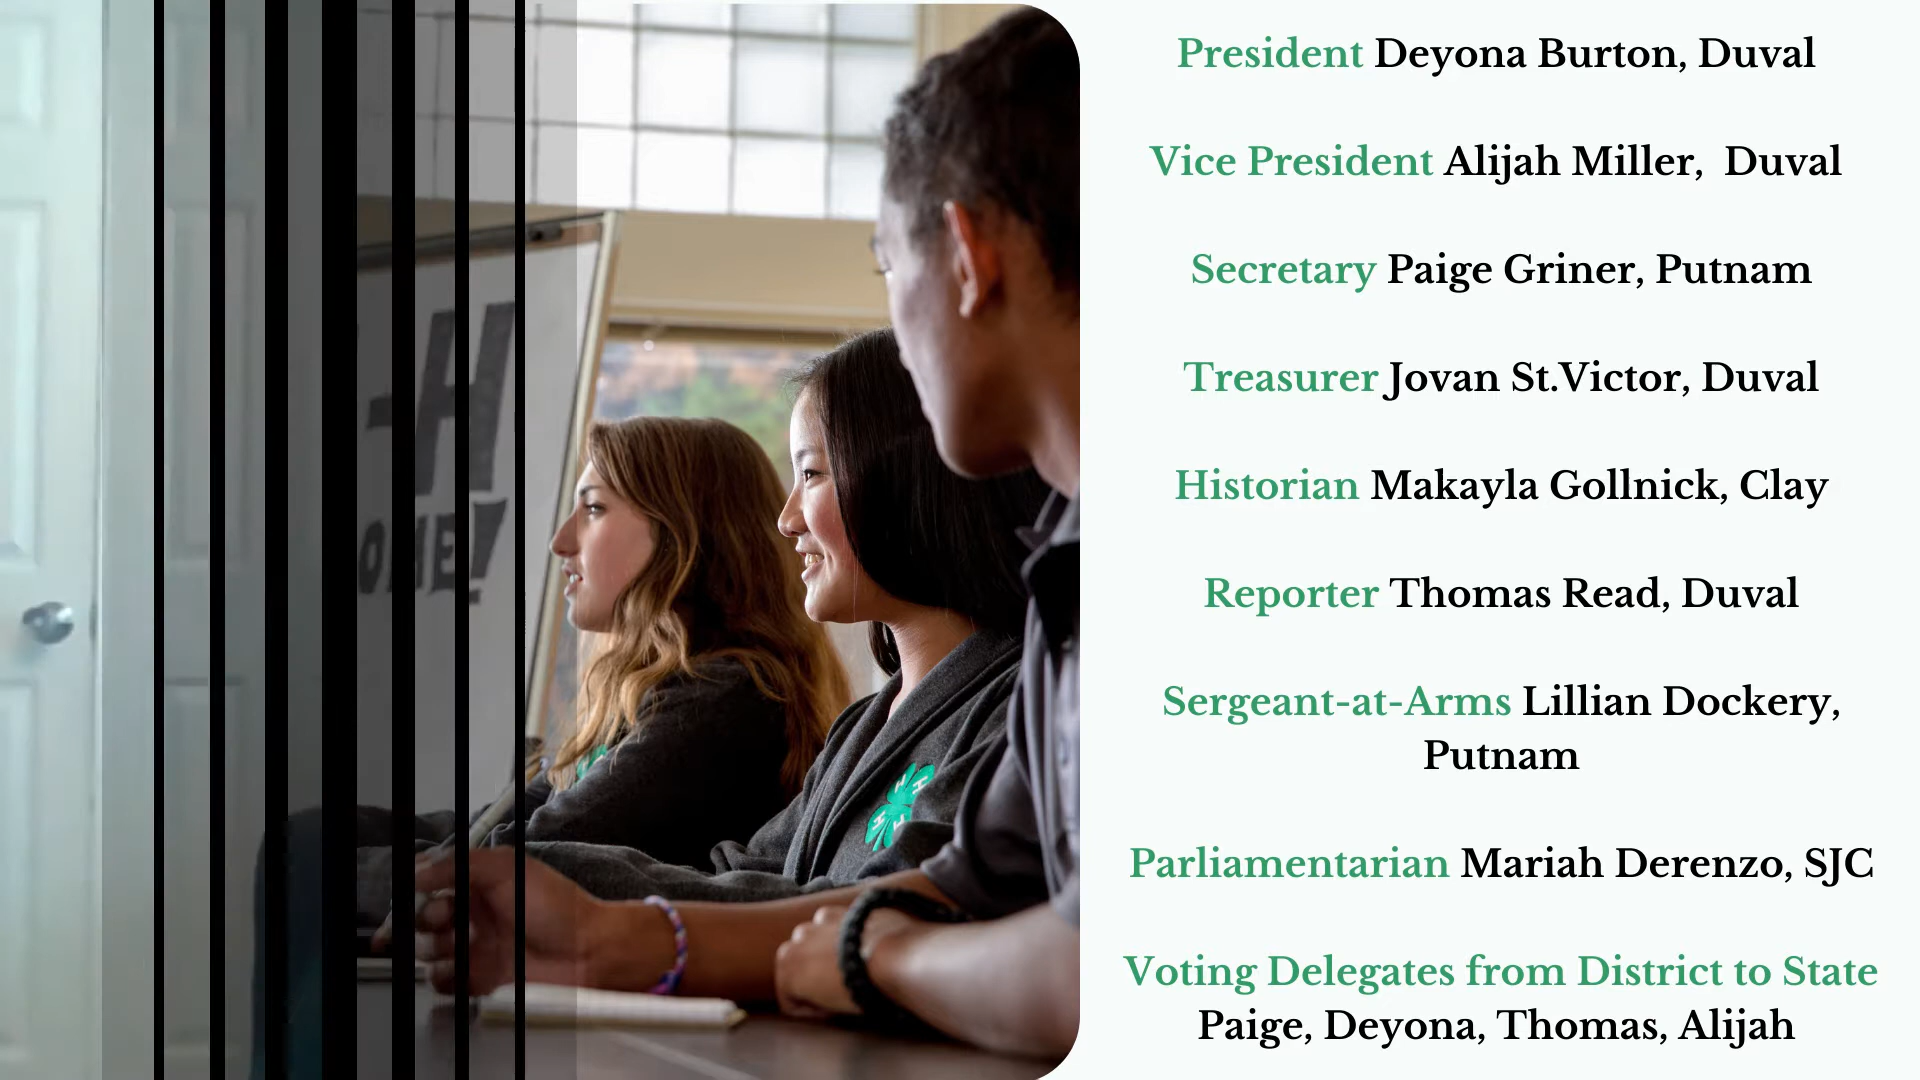 -H
OME!
President Deyona Burton, Duval
Vice President Alijah Miller, Duval
Secretary Paige Griner, Putnam
Treasurer Jovan St.Victor, Duval
Historian Makayla Gollnick, Clay
Reporter Thomas Read, Duval
Sergeant-at-Arms Lillian Dockery,
Putnam
Parliamentarian Mariah Derenzo, SJC
Voting Delegates from District to State
Paige, Deyona, Thomas, Alijah
H H H